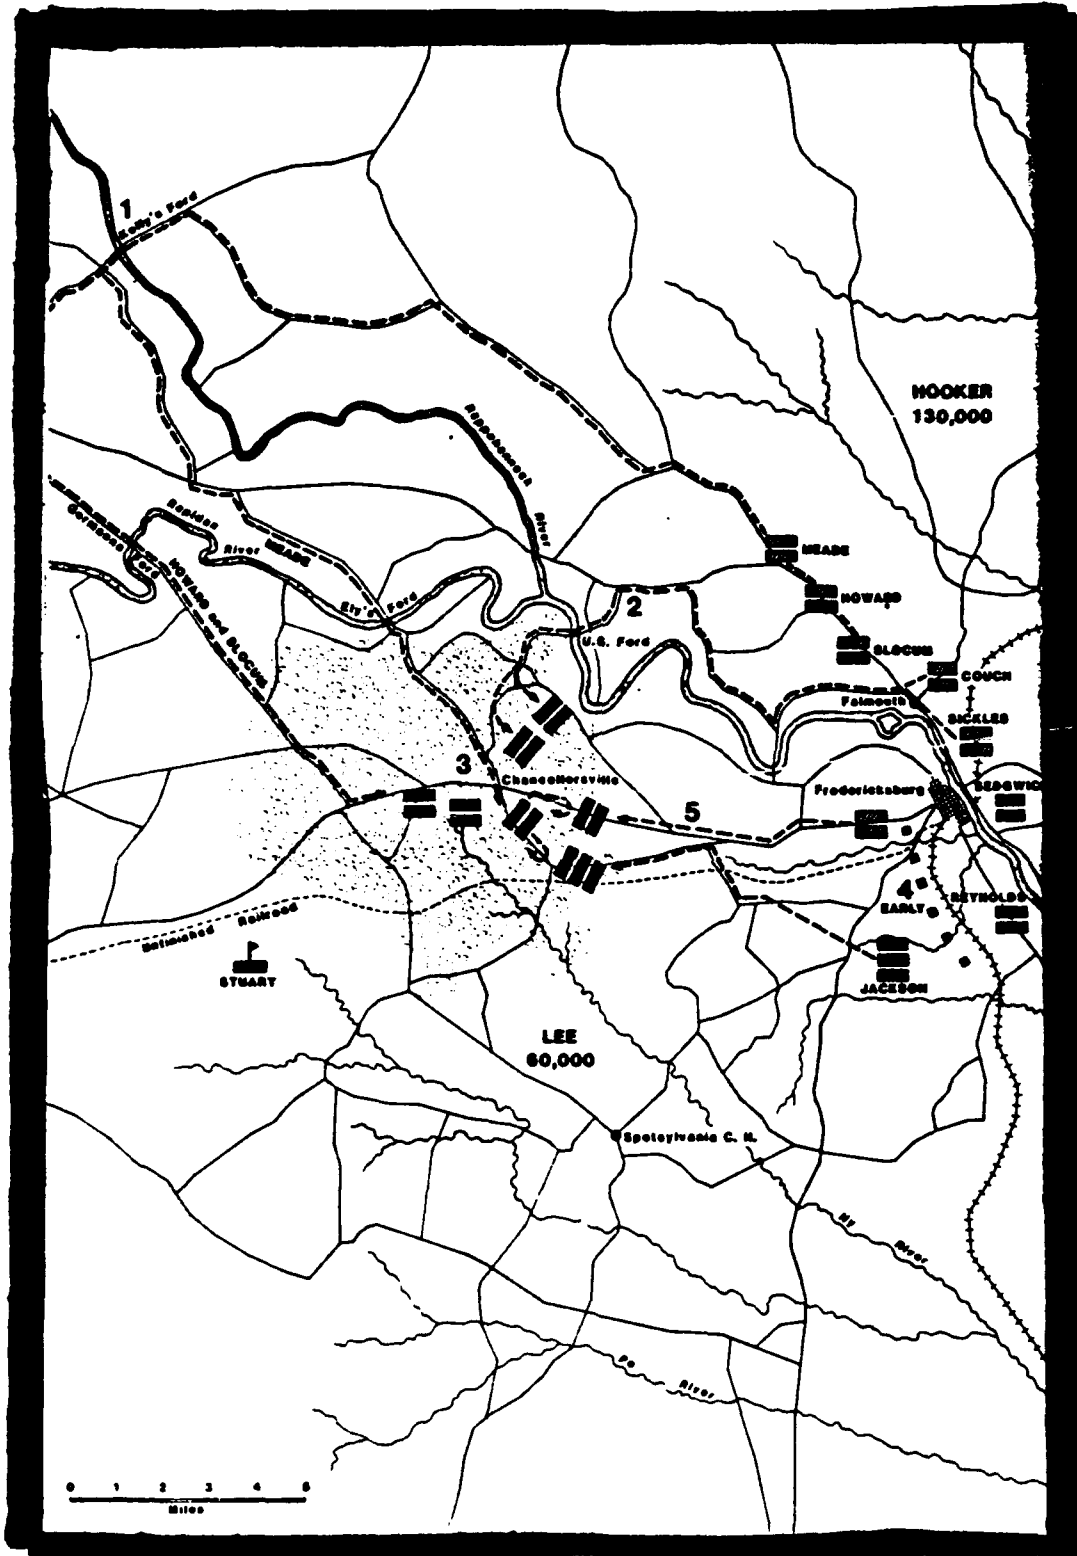 1
Kelly's Ford
HOOKER
130,000
Rappahannock
River
Rapidan
River
Germanna
Ford
MEADE
HOWARD and SLOCUM
Ely's Ford
MEADE
HOWARD
2
U.S. Ford
SLOCUM
COUCH
Falmouth
SICKLES
3
Chancellorsville
SEDGWIC
Fredericksburg
5
4
EARLY
REYNOLDS
Unfinished Railroad
STUART
JACKSON
LEE
60,000
Spotsylvania C. H.
Ny
River
Po
River
0 1 2 3 4 5
Miles